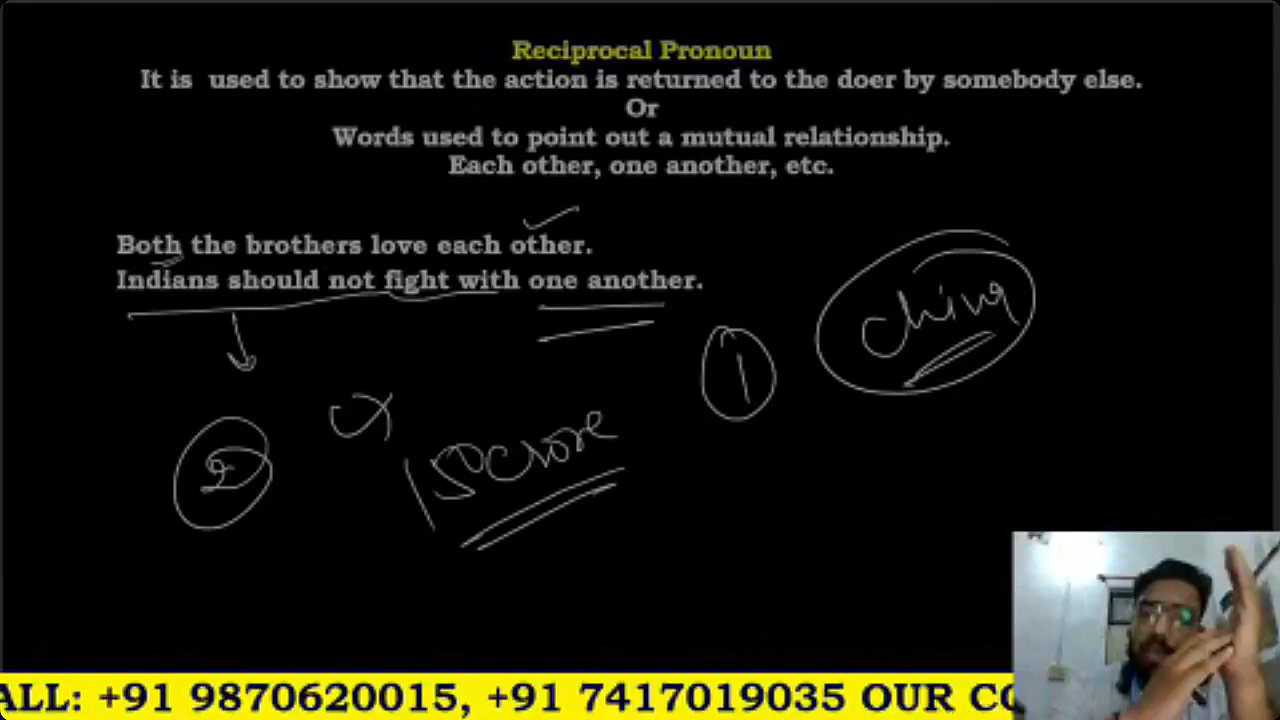 Reciprocal Pronoun
It is used to show that the action is returned to the doer by somebody else.
Or
Words used to point out a mutual relationship.
Each other, one another, etc.
Both the brothers love each other.
Indians should not fight with one another.
1
China
2
150 crore
ALL: +91 9870620015, +91 7417019035 OUR CO